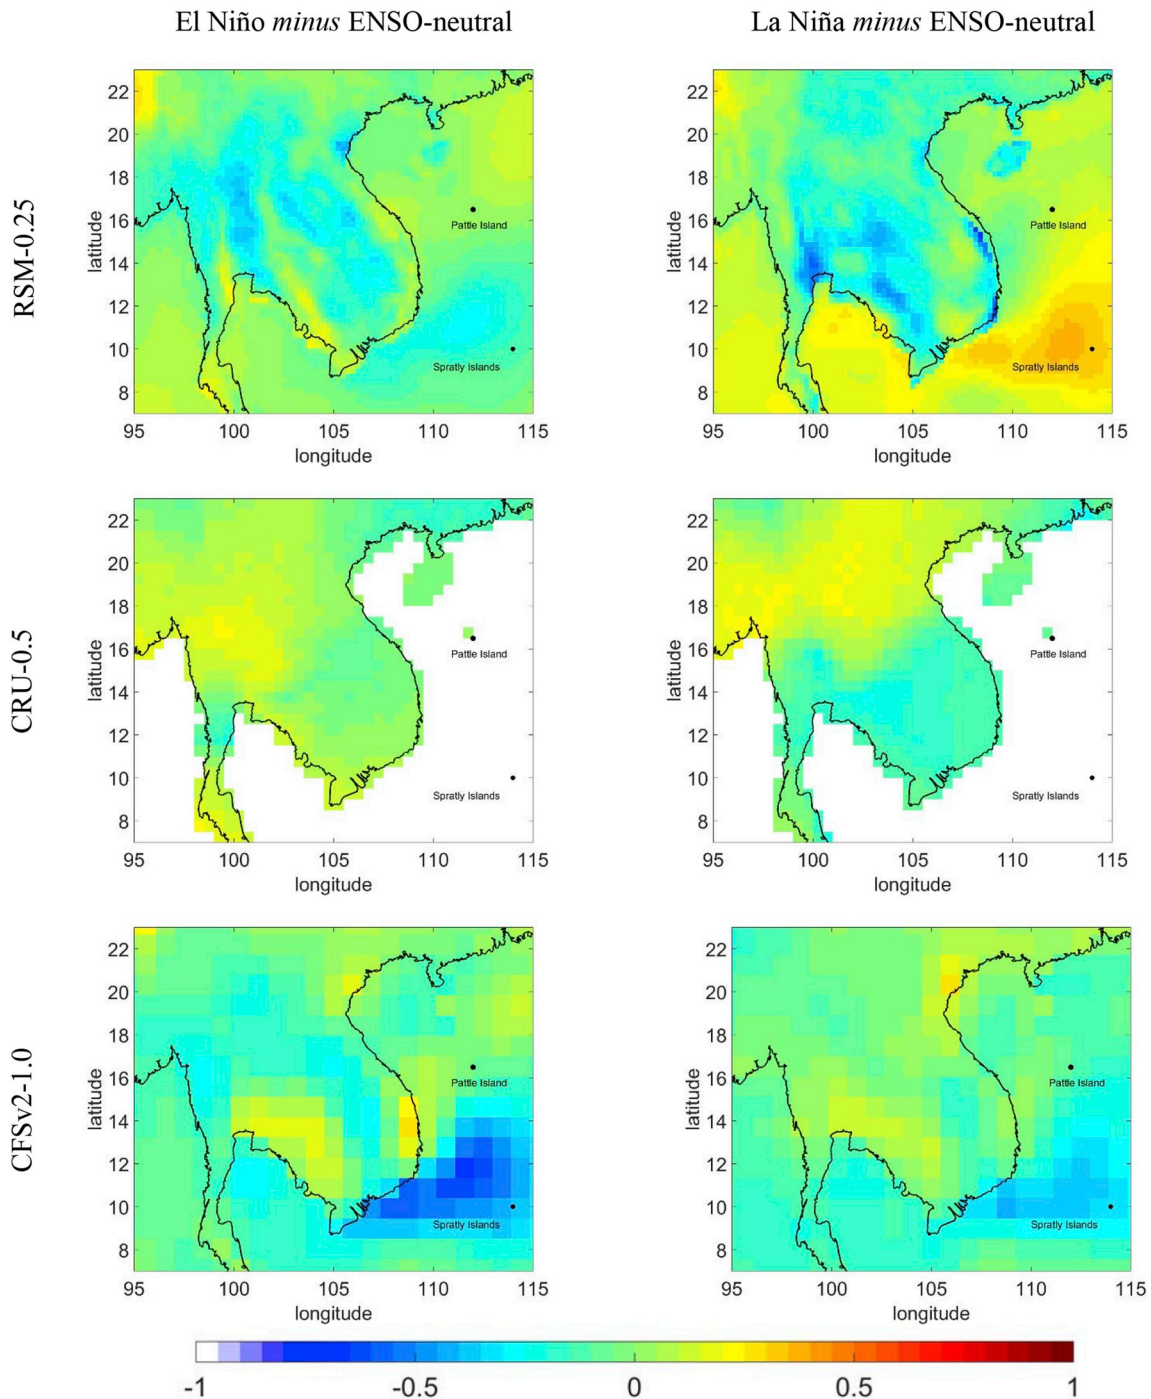 El Niño minus ENSO-neutral
La Niña minus ENSO-neutral
RSM-0.25
latitude
22
20
18
16
14
12
10
8
Pattle Island
Spratly Islands
95
100
105
110
115
longitude
latitude
22
20
18
16
14
12
10
8
Pattle Island
Spratly Islands
95
100
105
110
115
longitude
CRU-0.5
latitude
22
20
18
16
14
12
10
8
Pattle Island
Spratly Islands
95
100
105
110
115
longitude
latitude
22
20
18
16
14
12
10
8
Pattle Island
Spratly Islands
95
100
105
110
115
longitude
CFSv2-1.0
latitude
22
20
18
16
14
12
10
8
Pattle Island
Spratly Islands
95
100
105
110
115
longitude
latitude
22
20
18
16
14
12
10
8
Pattle Island
Spratly Islands
95
100
105
110
115
longitude
-1
-0.5
0
0.5
1